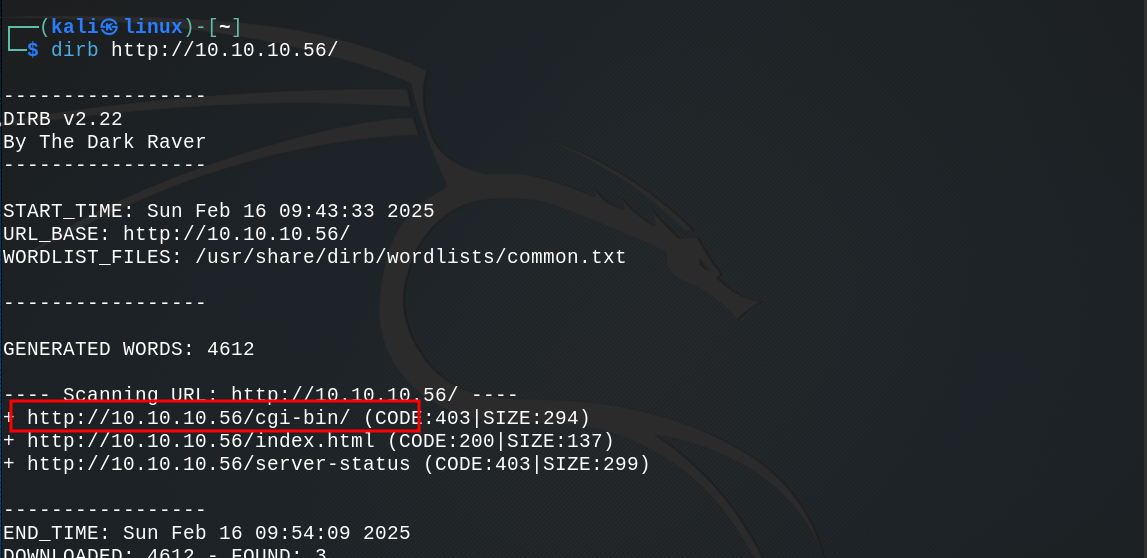 ┌──(kali㉿linux)-[~]
└─$ dirb http://10.10.10.56/
-----------------
DIRB v2.22
By The Dark Raver
-----------------
START_TIME: Sun Feb 16 09:43:33 2025
URL_BASE: http://10.10.10.56/
WORDLIST_FILES: /usr/share/dirb/wordlists/common.txt
-----------------
GENERATED WORDS: 4612
---- Scanning URL: http://10.10.10.56/ ----
+ http://10.10.10.56/cgi-bin/ (CODE:403|SIZE:294)
+ http://10.10.10.56/index.html (CODE:200|SIZE:137)
+ http://10.10.10.56/server-status (CODE:403|SIZE:299)
-----------------
END_TIME: Sun Feb 16 09:54:09 2025
DOWNLOADED: 4612 - FOUND: 3